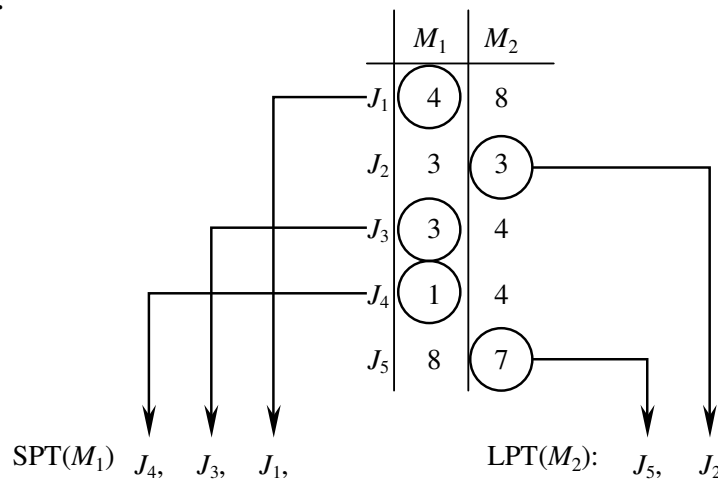 M₁ M₂
J₁ 4 8
J₂ 3 3
J₃ 3 4
J₄ 1 4
J₅ 8 7
SPT(M₁) J₄, J₃, J₁, LPT(M₂): J₅, J₂